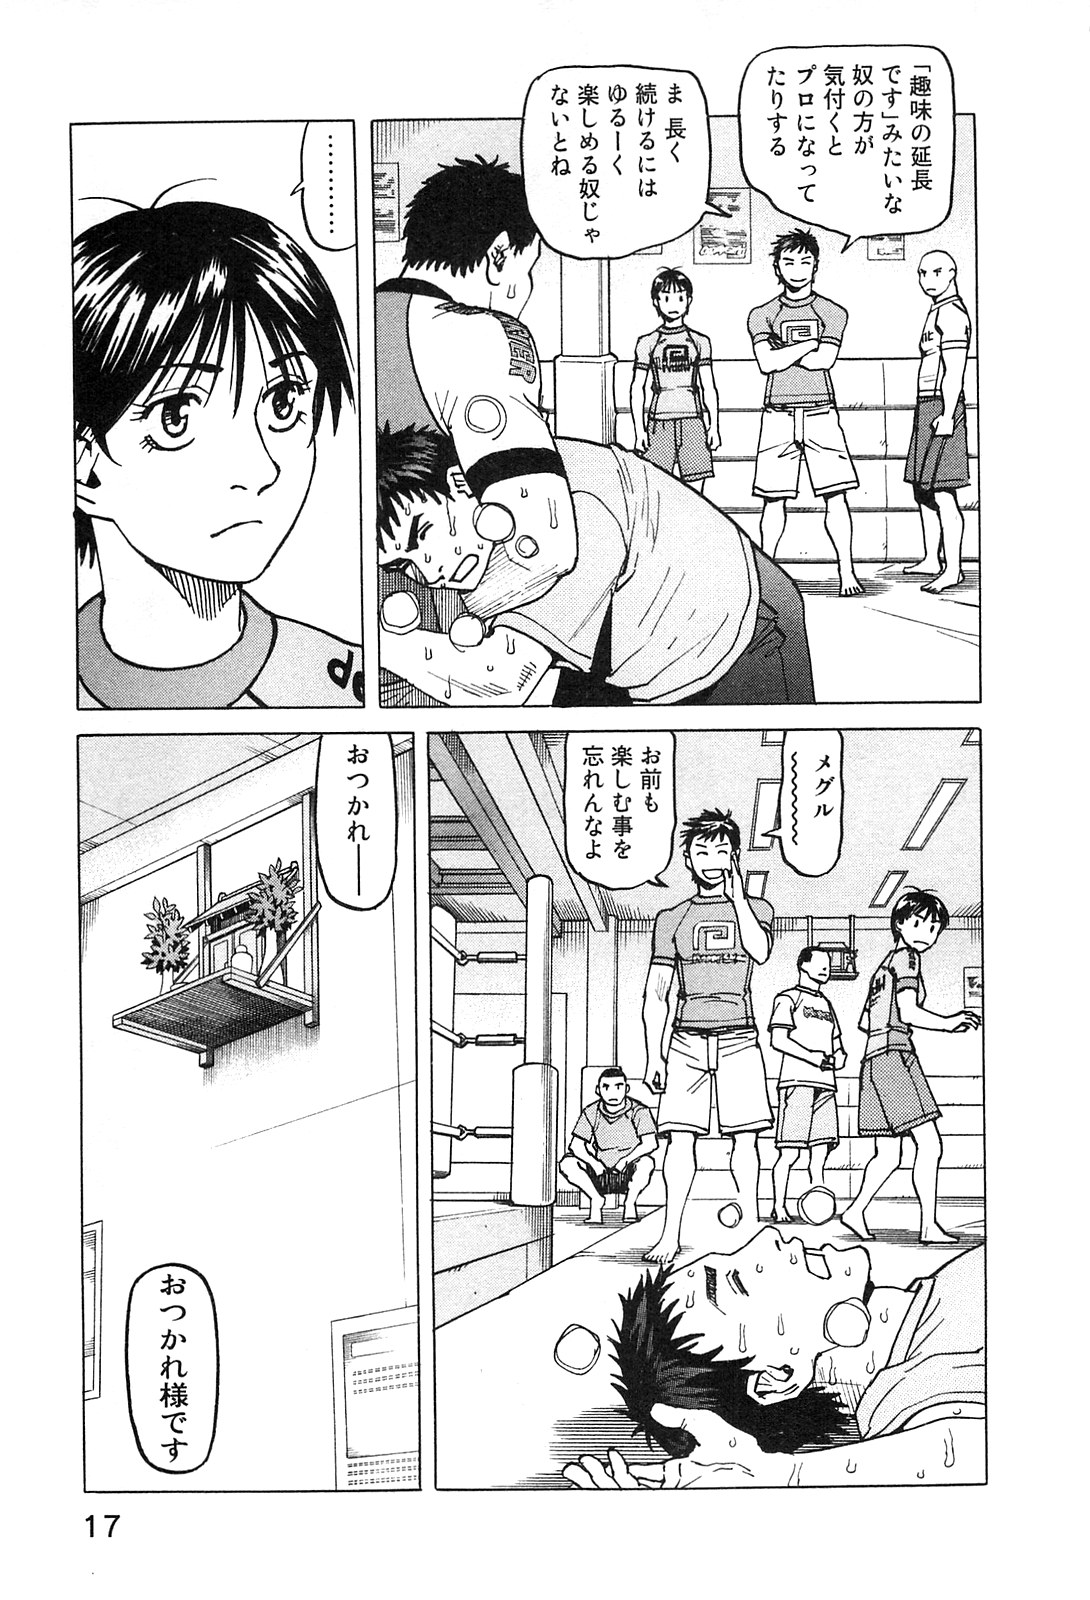 「趣味の延長
です」みたいな
奴の方が
気付くと
プロになって
たりする
ま 長く
続けるには
ゆるーく
楽しめる奴じゃ
ないとね
…………
メグル
お前も
楽しむ事を
忘れんなよ
おつかれー
おつかれ様です
17